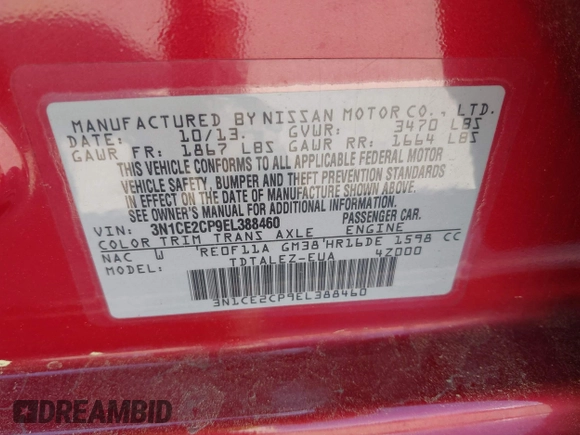 MANUFACTURED BY NISSAN MOTOR CO., LTD.
DATE: 10/13. GVWR: 3470 LBS
GAWR FR: 1867 LBS GAWR RR: 1664 LBS
THIS VEHICLE CONFORMS TO ALL APPLICABLE FEDERAL MOTOR
VEHICLE SAFETY, BUMPER AND THEFT PREVENTION STANDARDS
IN EFFECT ON THE DATE OF MANUFACTURE SHOWN ABOVE.
SEE OWNER'S MANUAL FOR ADDITIONAL INFORMATION.
VIN: 3N1CE2CP9EL388460 PASSENGER CAR.
COLOR TRIM TRANS AXLE ENGINE
NAC W RE0F11A GM38 HR16DE 1598 CC
MODEL: TDTALEZ-EUA 4Z000
3N1CE2CP9EL388460
DREAMBID